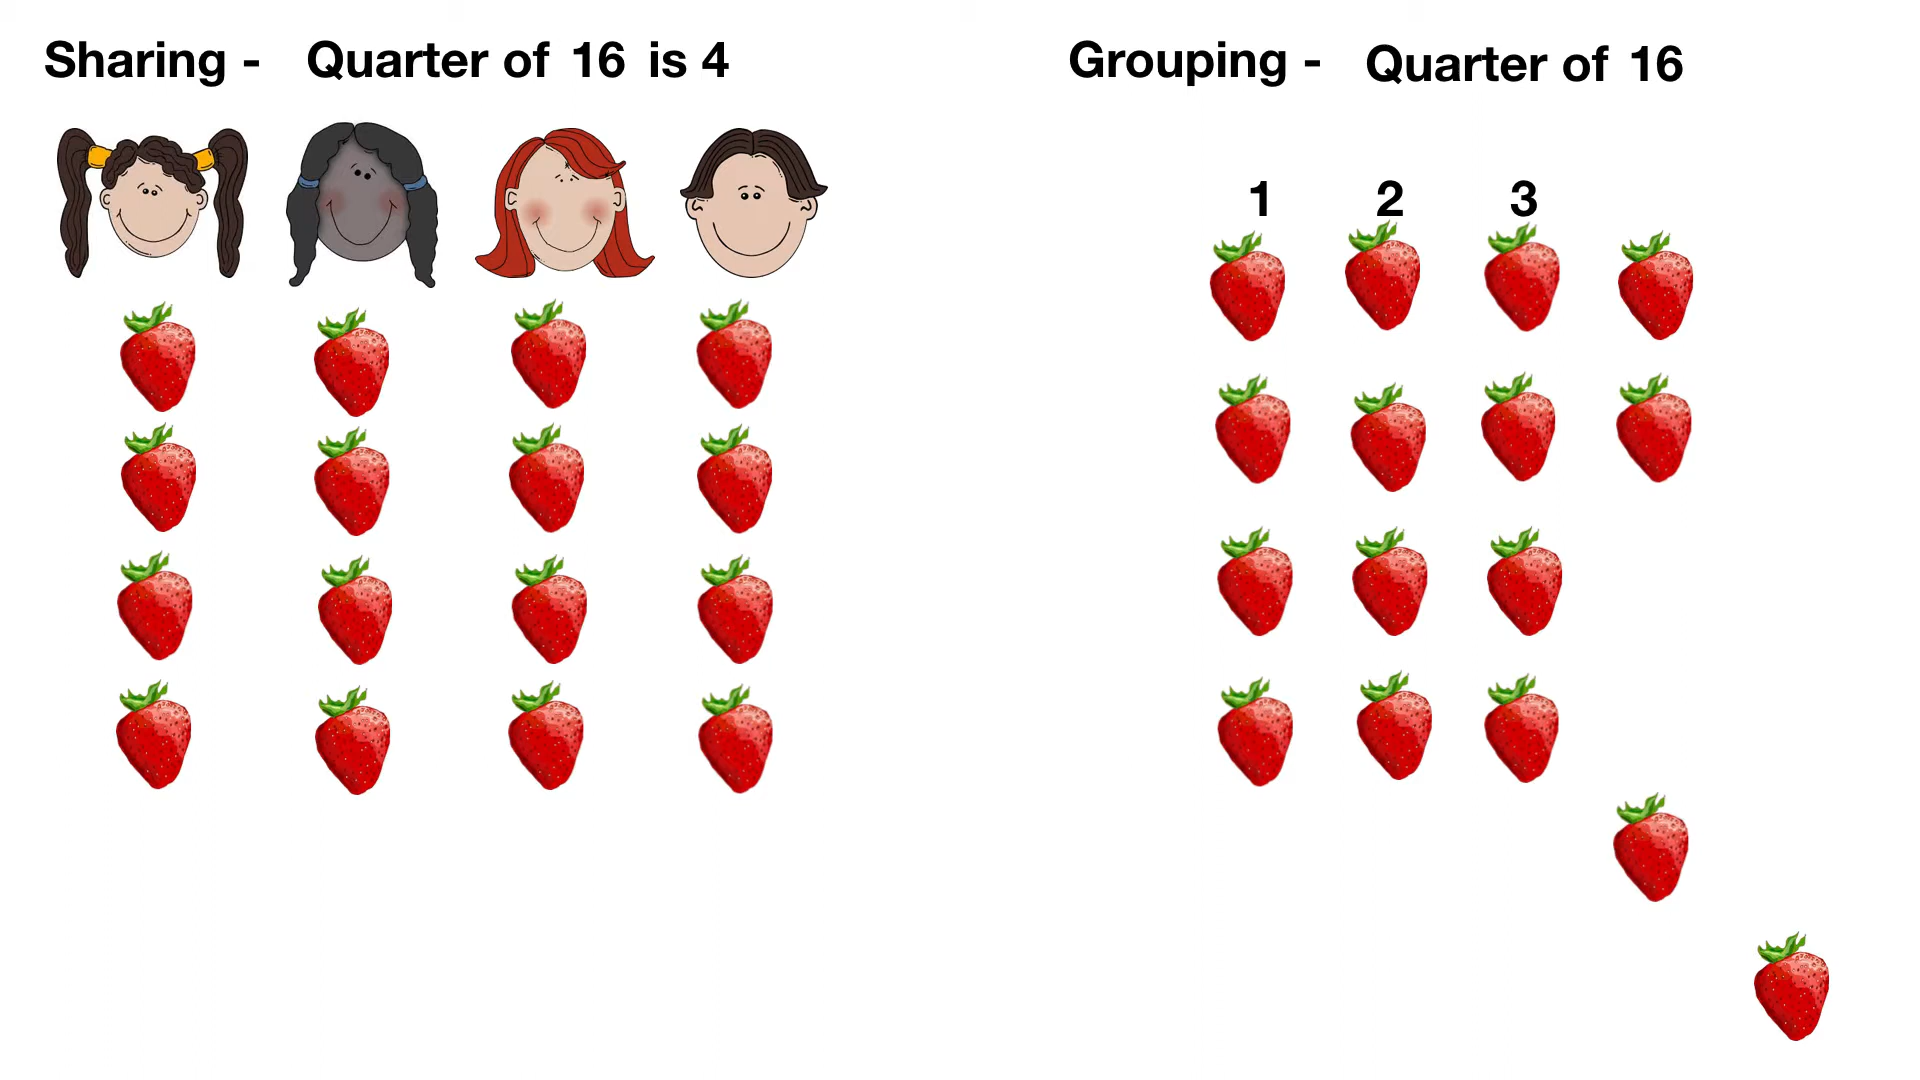 Sharing - Quarter of 16 is 4
Grouping - Quarter of 16
1 2 3